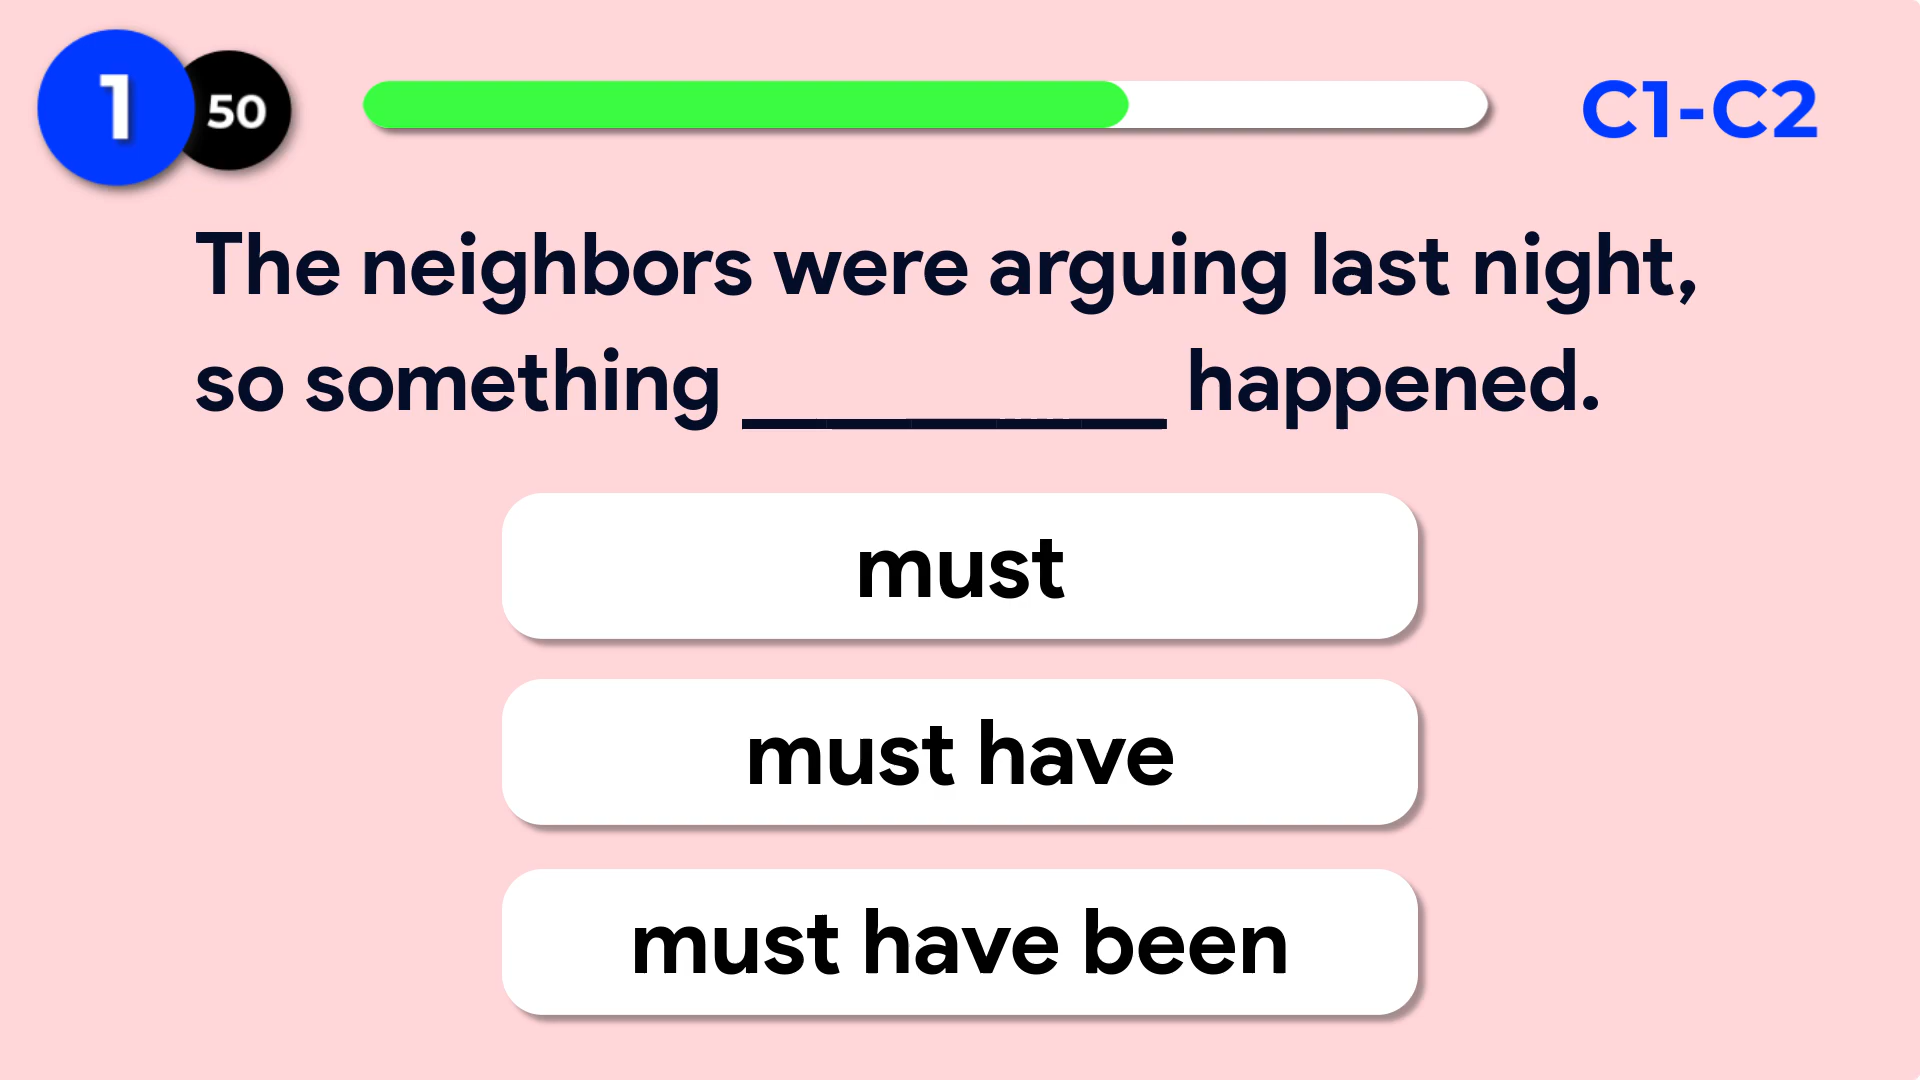 1 50
C1-C2
The neighbors were arguing last night,
so something __________ happened.
must
must have
must have been